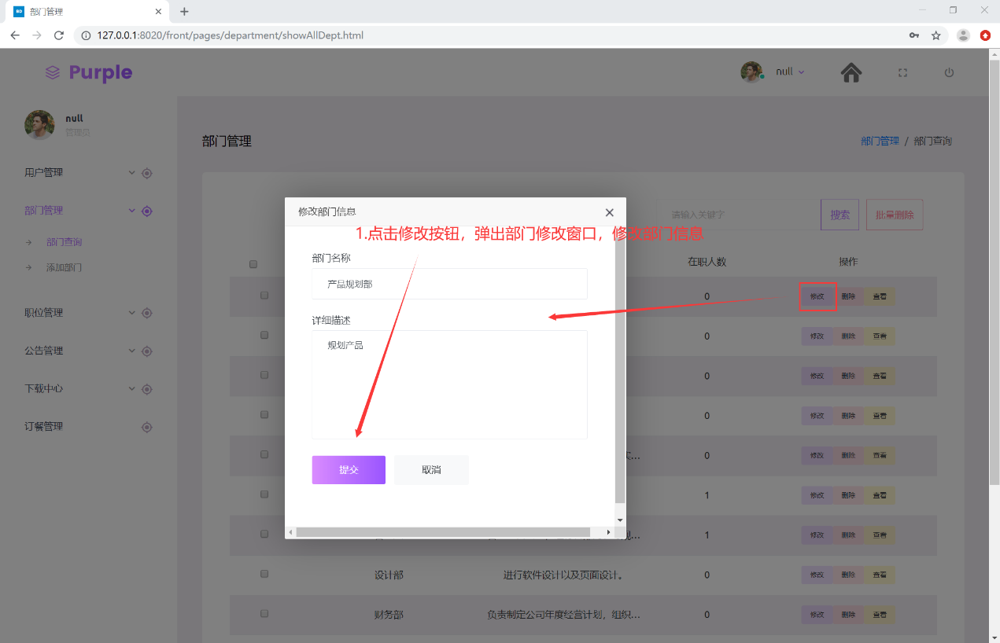 部门管理
127.0.0.1:8020/front/pages/department/showAllDept.html
Purple
null
null
管理员
用户管理
部门管理
部门查询
添加部门
职位管理
公告管理
下载中心
订餐管理
部门管理
部门管理 / 部门查询
请输入关键字
搜索
批量删除
在职人数
操作
修改部门信息
1.点击修改按钮，弹出部门修改窗口，修改部门信息
部门名称
产品规划部
详细描述
规划产品
提交
取消
0 修改 删除 查看
0 修改 删除 查看
0 修改 删除 查看
0 修改 删除 查看
0 修改 删除 查看
1 修改 删除 查看
1 修改 删除 查看
设计部 进行软件设计以及页面设计。 0 修改 删除 查看
财务部 负责制定公司年度经营计划，组织... 0 修改 删除 查看